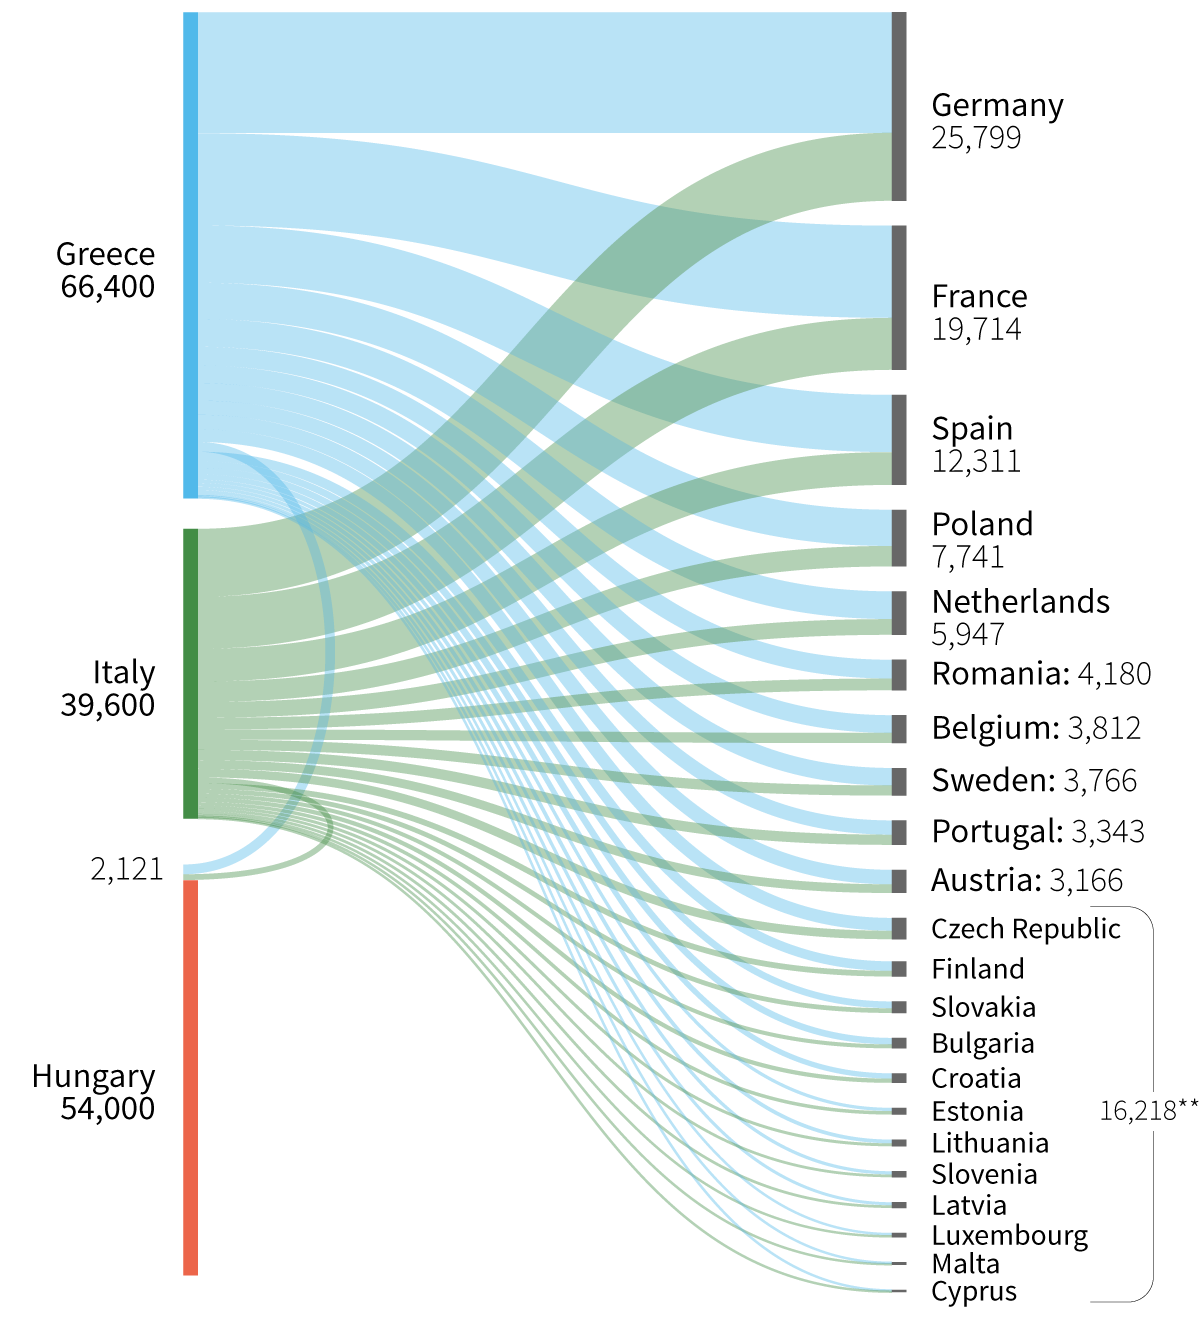 Greece
66,400
Italy
39,600
2,121
Hungary
54,000
Germany
25,799
France
19,714
Spain
12,311
Poland
7,741
Netherlands
5,947
Romania: 4,180
Belgium: 3,812
Sweden: 3,766
Portugal: 3,343
Austria: 3,166
Czech Republic
Finland
Slovakia
Bulgaria
Croatia
Estonia
16,218**
Lithuania
Slovenia
Latvia
Luxembourg
Malta
Cyprus